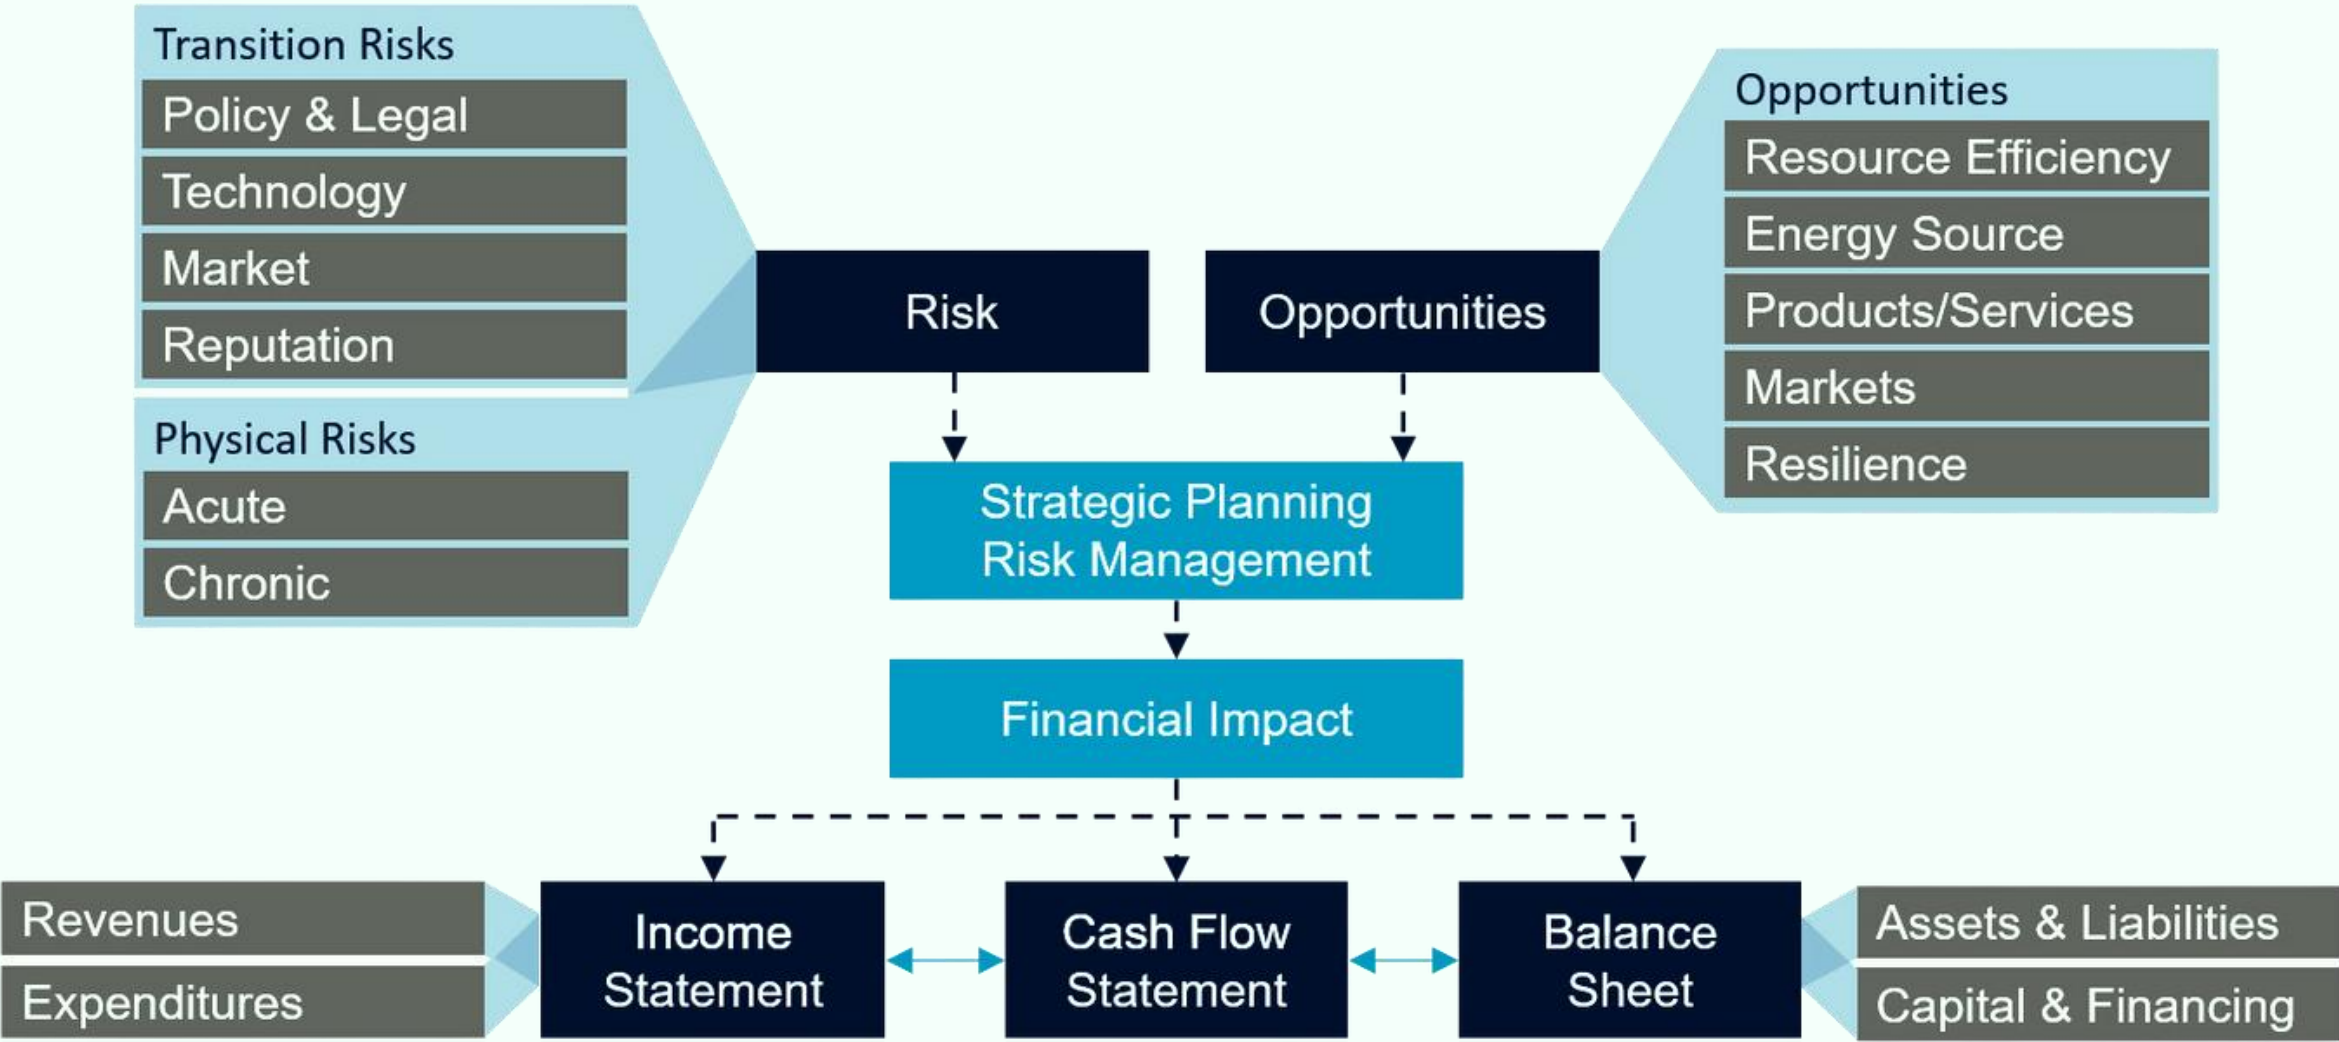 Transition Risks
Policy & Legal
Technology
Market
Reputation
Physical Risks
Acute
Chronic
Risk
Opportunities
Opportunities
Resource Efficiency
Energy Source
Products/Services
Markets
Resilience
Strategic Planning
Risk Management
Financial Impact
Revenues
Expenditures
Income
Statement
Cash Flow
Statement
Balance
Sheet
Assets & Liabilities
Capital & Financing